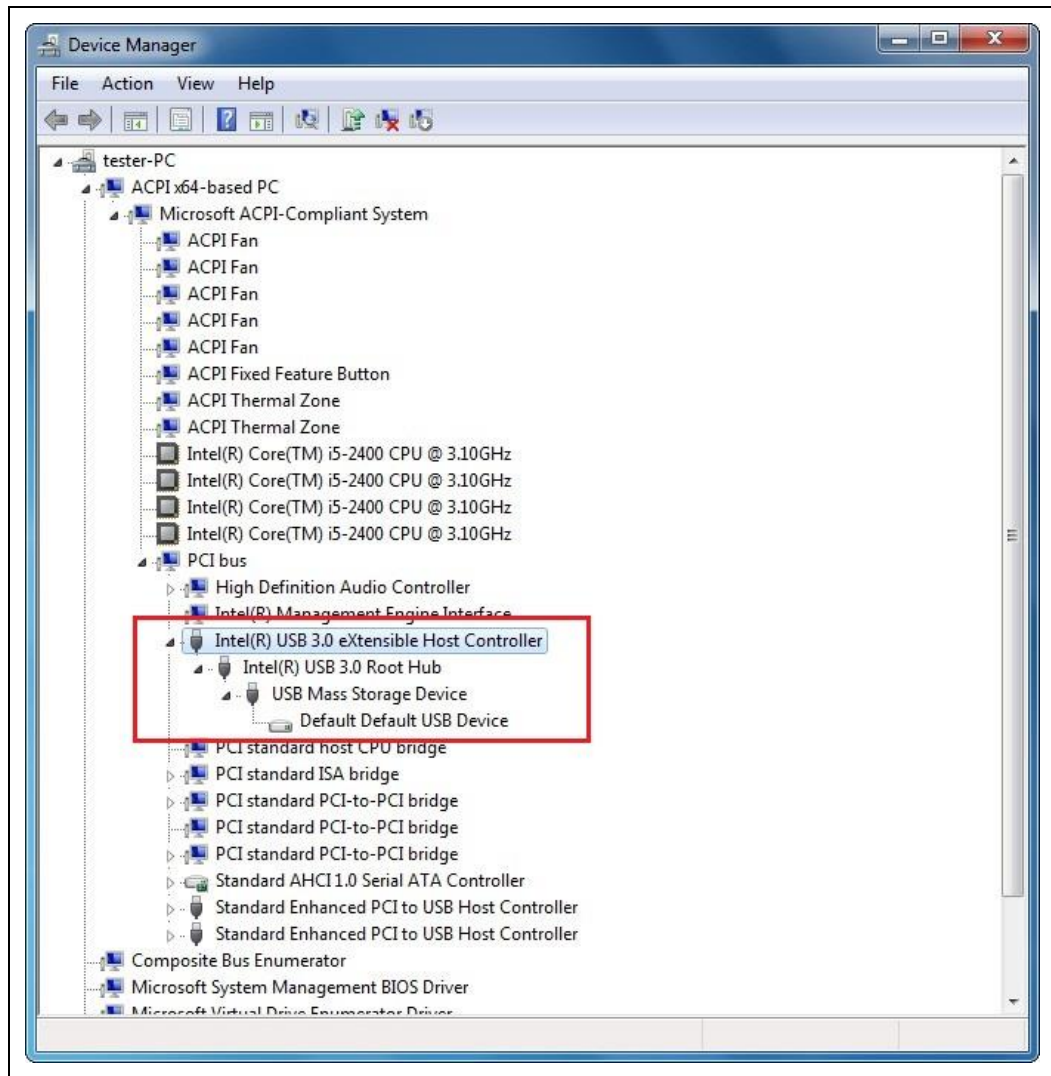 Device Manager
File Action View Help
tester-PC
ACPI x64-based PC
Microsoft ACPI-Compliant System
ACPI Fan
ACPI Fan
ACPI Fan
ACPI Fan
ACPI Fan
ACPI Fixed Feature Button
ACPI Thermal Zone
ACPI Thermal Zone
Intel(R) Core(TM) i5-2400 CPU @ 3.10GHz
Intel(R) Core(TM) i5-2400 CPU @ 3.10GHz
Intel(R) Core(TM) i5-2400 CPU @ 3.10GHz
Intel(R) Core(TM) i5-2400 CPU @ 3.10GHz
PCI bus
High Definition Audio Controller
Intel(R) Management Engine Interface
Intel(R) USB 3.0 eXtensible Host Controller
Intel(R) USB 3.0 Root Hub
USB Mass Storage Device
Default Default USB Device
PCI standard host CPU bridge
PCI standard ISA bridge
PCI standard PCI-to-PCI bridge
PCI standard PCI-to-PCI bridge
PCI standard PCI-to-PCI bridge
Standard AHCI 1.0 Serial ATA Controller
Standard Enhanced PCI to USB Host Controller
Standard Enhanced PCI to USB Host Controller
Composite Bus Enumerator
Microsoft System Management BIOS Driver
Microsoft Virtual Drive Enumerator Driver